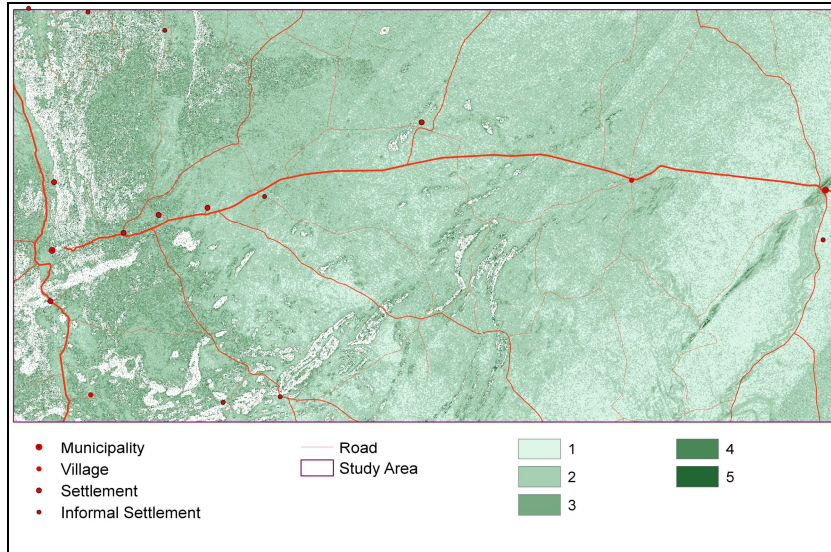 Municipality
Village
Settlement
Informal Settlement
Road
Study Area
1
2
3
4
5